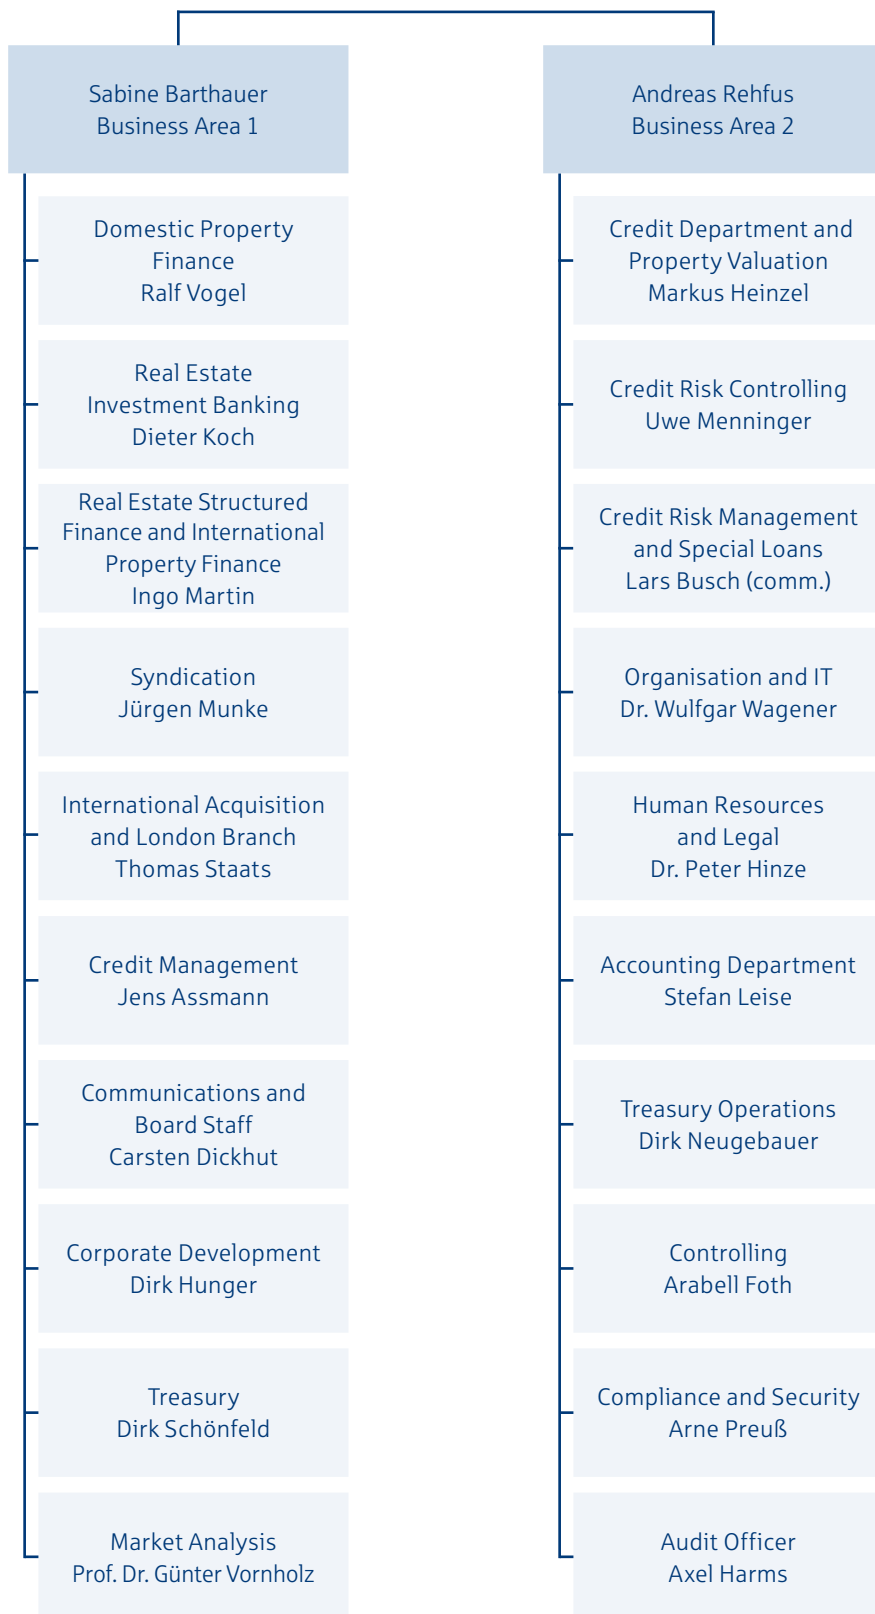 Sabine Barthauer
Business Area 1
Domestic Property
Finance
Ralf Vogel
Real Estate
Investment Banking
Dieter Koch
Real Estate Structured
Finance and International
Property Finance
Ingo Martin
Syndication
Jürgen Munke
International Acquisition
and London Branch
Thomas Staats
Credit Management
Jens Assmann
Communications and
Board Staff
Carsten Dickhut
Corporate Development
Dirk Hunger
Treasury
Dirk Schönfeld
Market Analysis
Prof. Dr. Günter Vornholz
Andreas Rehfus
Business Area 2
Credit Department and
Property Valuation
Markus Heinzel
Credit Risk Controlling
Uwe Menninger
Credit Risk Management
and Special Loans
Lars Busch (comm.)
Organisation and IT
Dr. Wulfgar Wagener
Human Resources
and Legal
Dr. Peter Hinze
Accounting Department
Stefan Leise
Treasury Operations
Dirk Neugebauer
Controlling
Arabell Foth
Compliance and Security
Arne Preuß
Audit Officer
Axel Harms